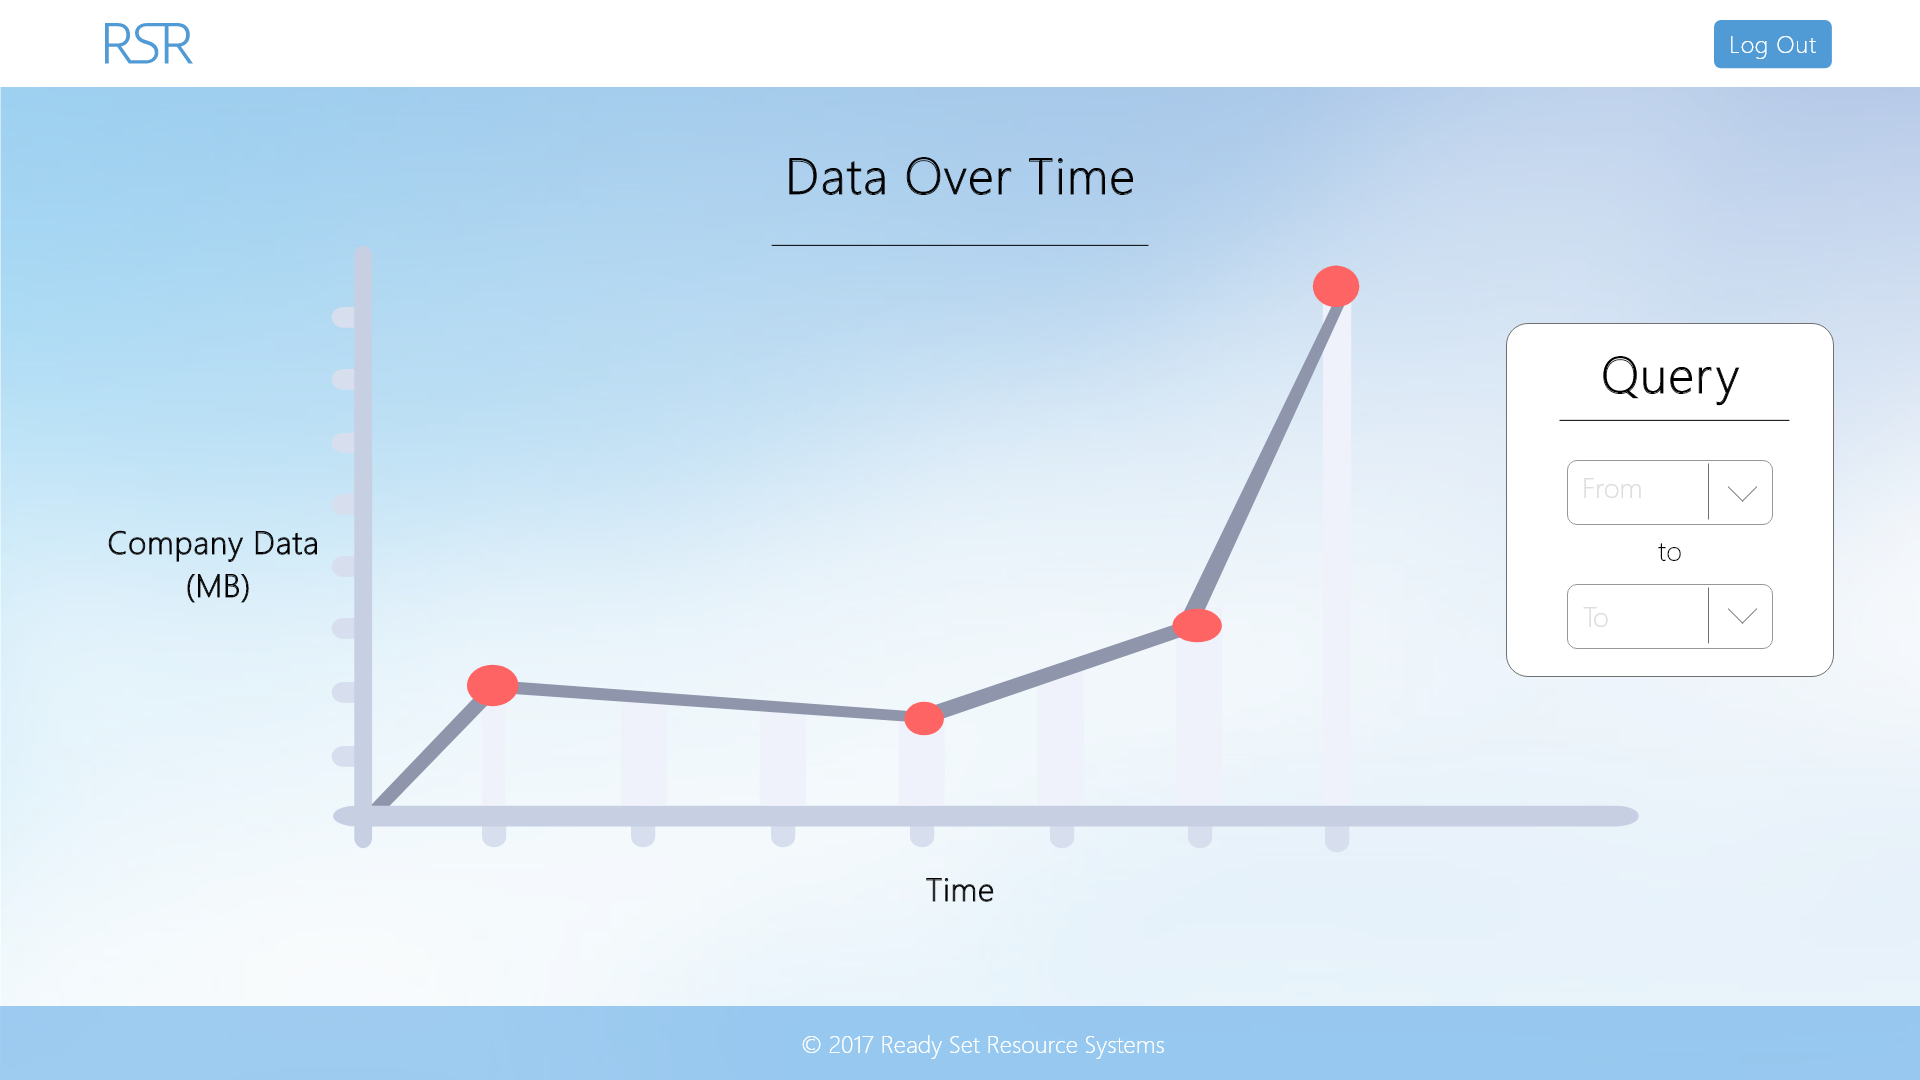 RSR
Log Out
Data Over Time
Company Data
(MB)
Time
Query
From
to
To
© 2017 Ready Set Resource Systems